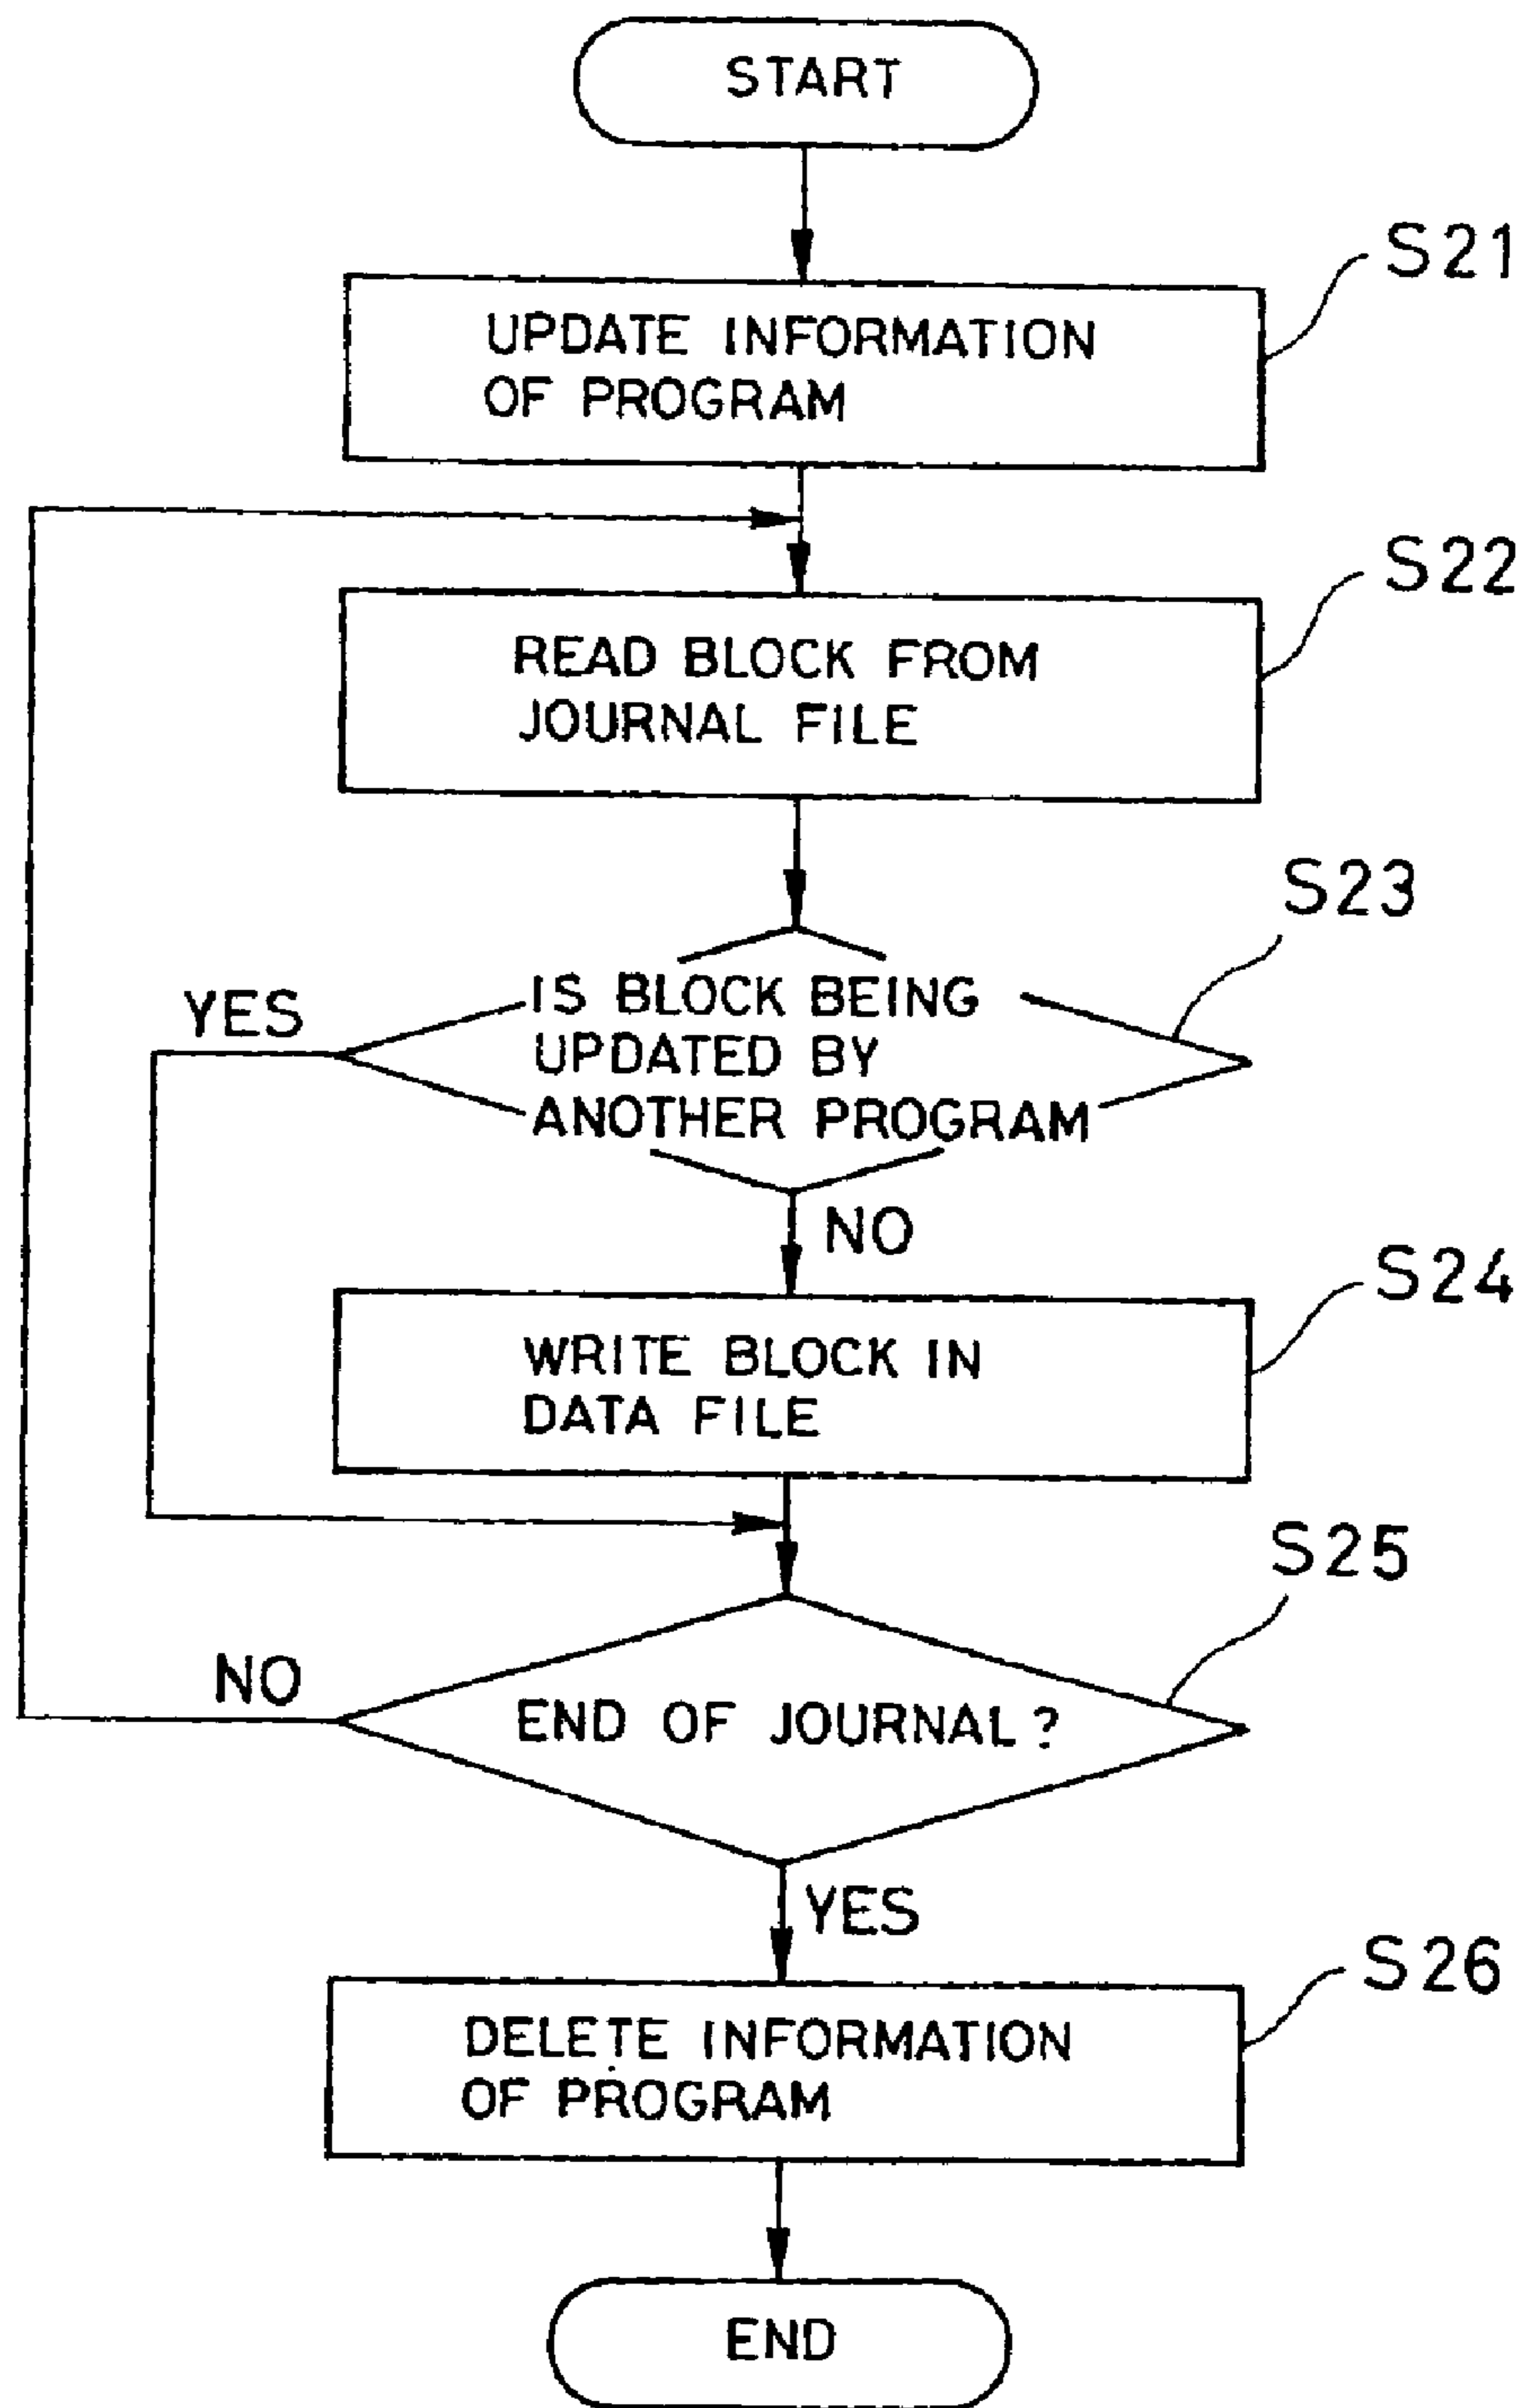 START
S21
UPDATE INFORMATION
OF PROGRAM
S22
READ BLOCK FROM
JOURNAL FILE
S23
YES
IS BLOCK BEING
UPDATED BY
ANOTHER PROGRAM
NO
S24
WRITE BLOCK IN
DATA FILE
S25
NO
END OF JOURNAL?
YES
S26
DELETE INFORMATION
OF PROGRAM
END